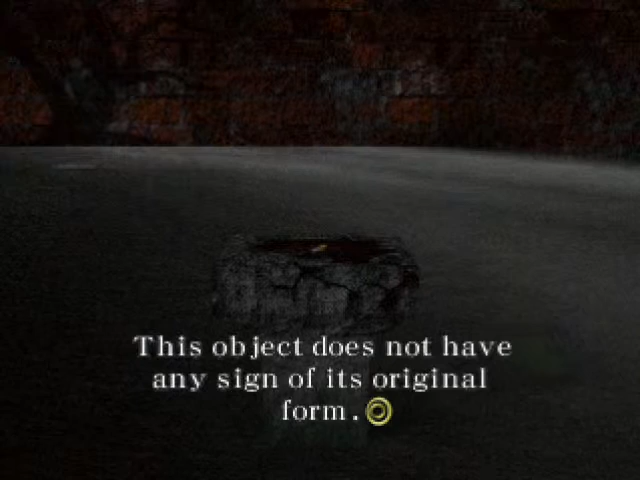 This object does not have
any sign of its original
form.